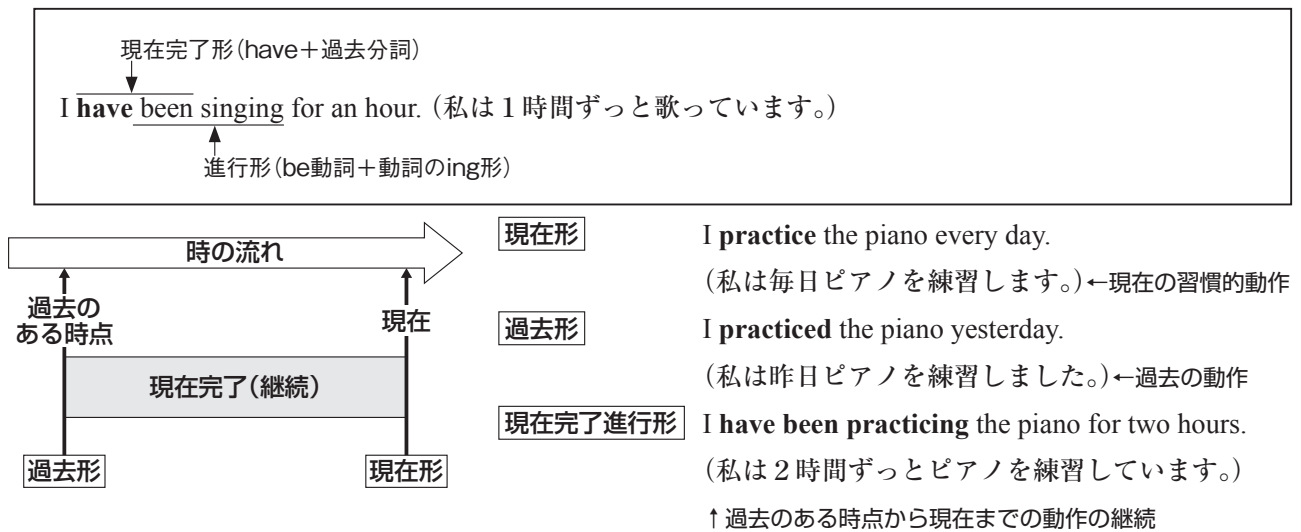 現在完了形(have+過去分詞)
I have been singing for an hour. (私は1時間ずっと歌っています。)
進行形(be動詞+動詞のing形)
時の流れ
過去の
ある時点
現在
現在完了(継続)
過去形
現在形
現在形 I practice the piano every day.
(私は毎日ピアノを練習します。)←現在の習慣的動作
過去形 I practiced the piano yesterday.
(私は昨日ピアノを練習しました。)←過去の動作
現在完了進行形 I have been practicing the piano for two hours.
(私は2時間ずっとピアノを練習しています。)
↑過去のある時点から現在までの動作の継続